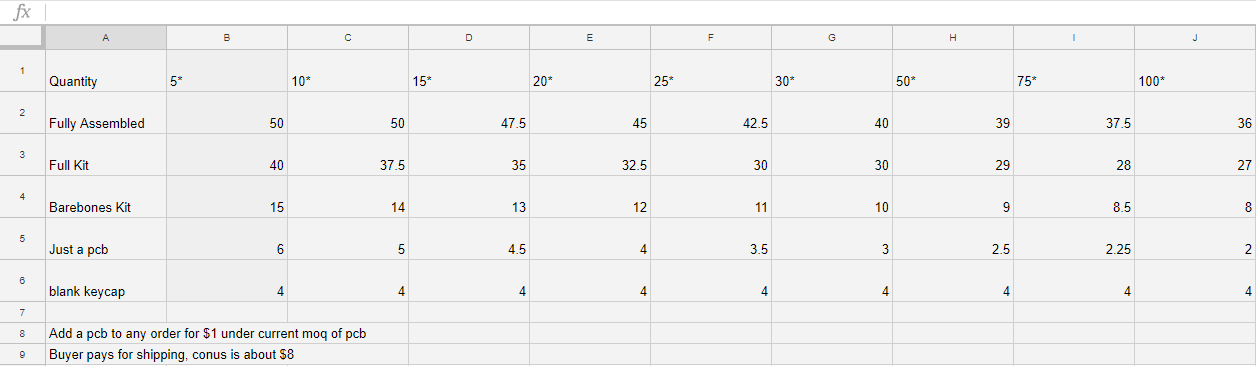 fx
A B C D E F G H I J
1 Quantity 5* 10* 15* 20* 25* 30* 50* 75* 100*
2 Fully Assembled 50 50 47.5 45 42.5 40 39 37.5 36
3 Full Kit 40 37.5 35 32.5 30 30 29 28 27
4 Barebones Kit 15 14 13 12 11 10 9 8.5 8
5 Just a pcb 6 5 4.5 4 3.5 3 2.5 2.25 2
6 blank keycap 4 4 4 4 4 4 4 4 4
7
8 Add a pcb to any order for $1 under current moq of pcb
9 Buyer pays for shipping, conus is about $8